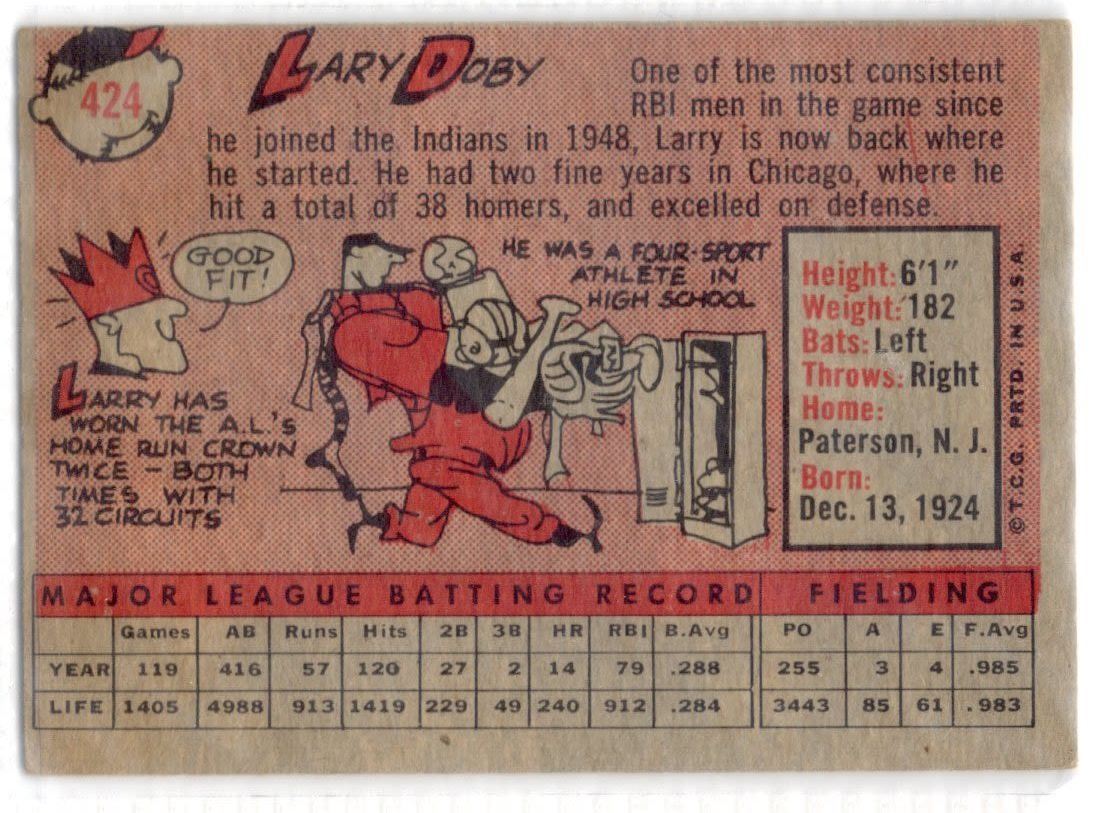 424
LARY DOBY
One of the most consistent
RBI men in the game since
he joined the Indians in 1948, Larry is now back where
he started. He had two fine years in Chicago, where he
hit a total of 38 homers, and excelled on defense.
GOOD
FIT!
LARRY HAS
WORN THE A.L.'S
HOME RUN CROWN
TWICE – BOTH
TIMES WITH
32 CIRCUITS
HE WAS A FOUR-SPORT
ATHLETE IN
HIGH SCHOOL
Height: 6'1"
Weight: 182
Bats: Left
Throws: Right
Home:
Paterson, N. J.
Born:
Dec. 13, 1924
© T.C.G. PRTD. IN U.S.A.
MAJOR LEAGUE BATTING RECORD FIELDING
Games AB Runs Hits 2B 3B HR RBI B.Avg PO A E F.Avg
YEAR 119 416 57 120 27 2 14 79 .288 255 3 4 .985
LIFE 1405 4988 913 1419 229 49 240 912 .284 3443 85 61 .983